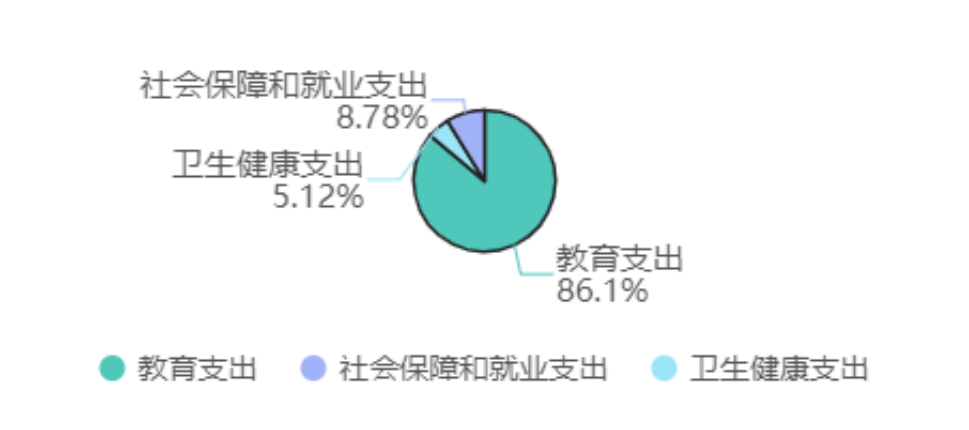 社会保障和就业支出
8.78%
卫生健康支出
5.12%
教育支出
86.1%
教育支出 社会保障和就业支出 卫生健康支出